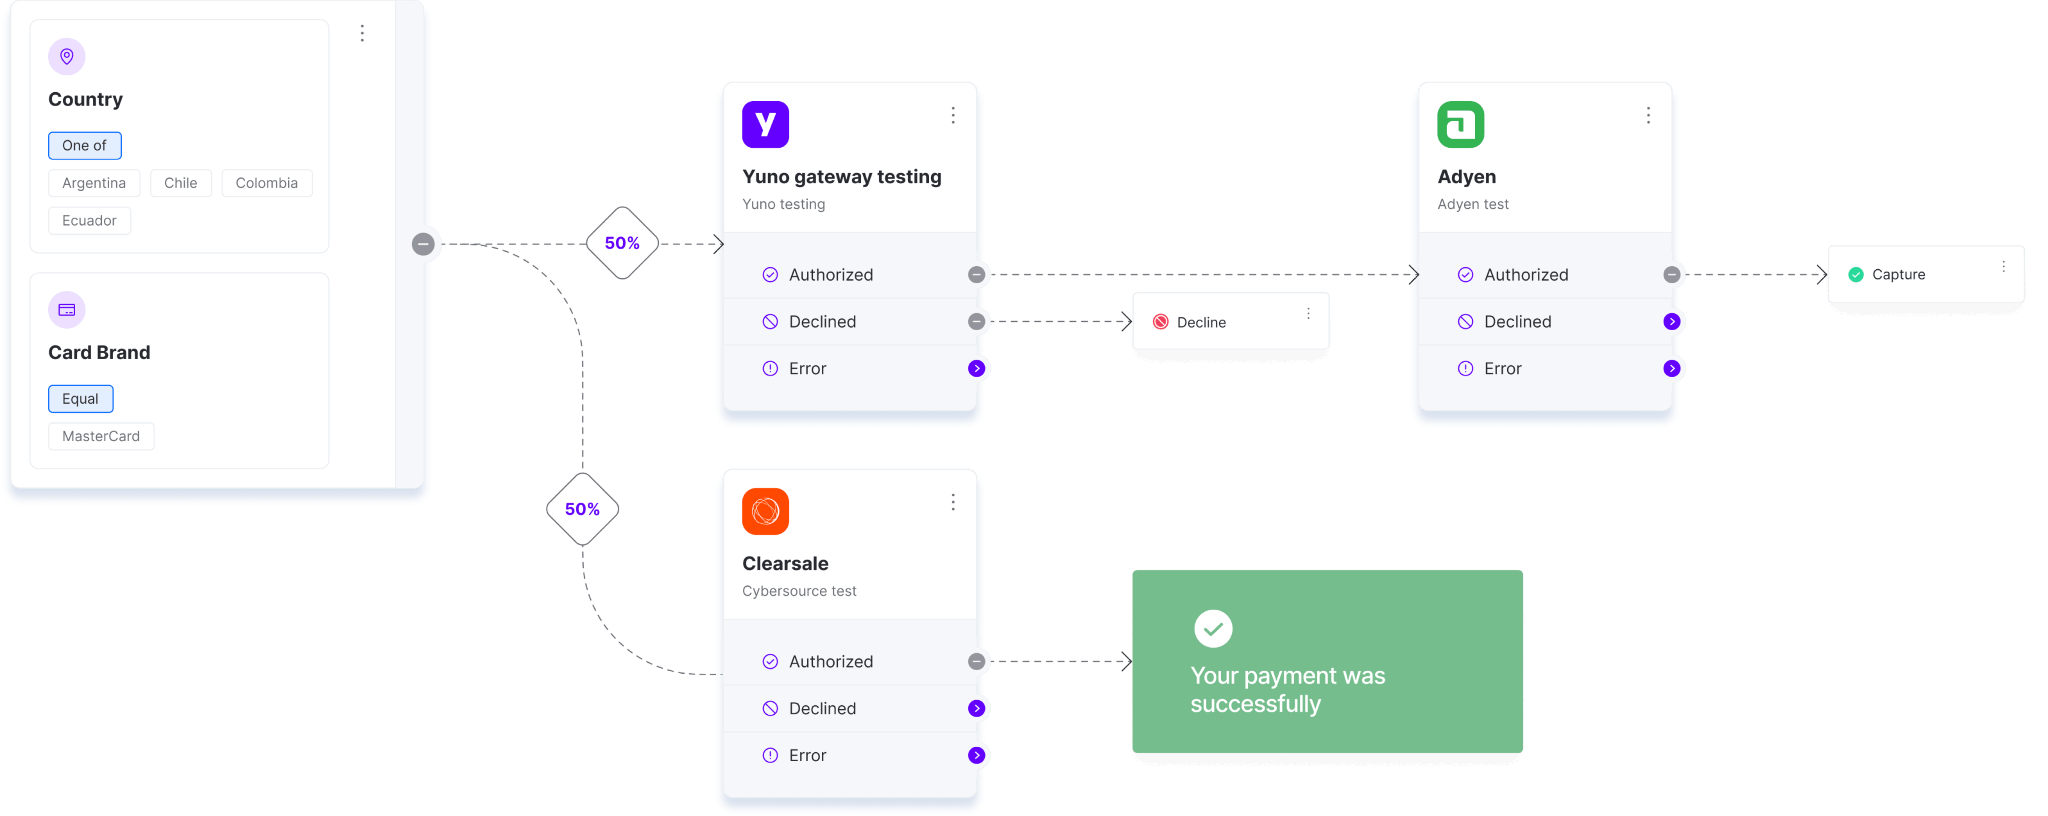 Country
One of
Argentina
Chile
Colombia
Ecuador
Card Brand
Equal
MasterCard
50%
50%
y
Yuno gateway testing
Yuno testing
Authorized
Declined
Error
Decline
a
Adyen
Adyen test
Authorized
Declined
Error
Capture
Clearsale
Cybersource test
Authorized
Declined
Error
Your payment was
successfully